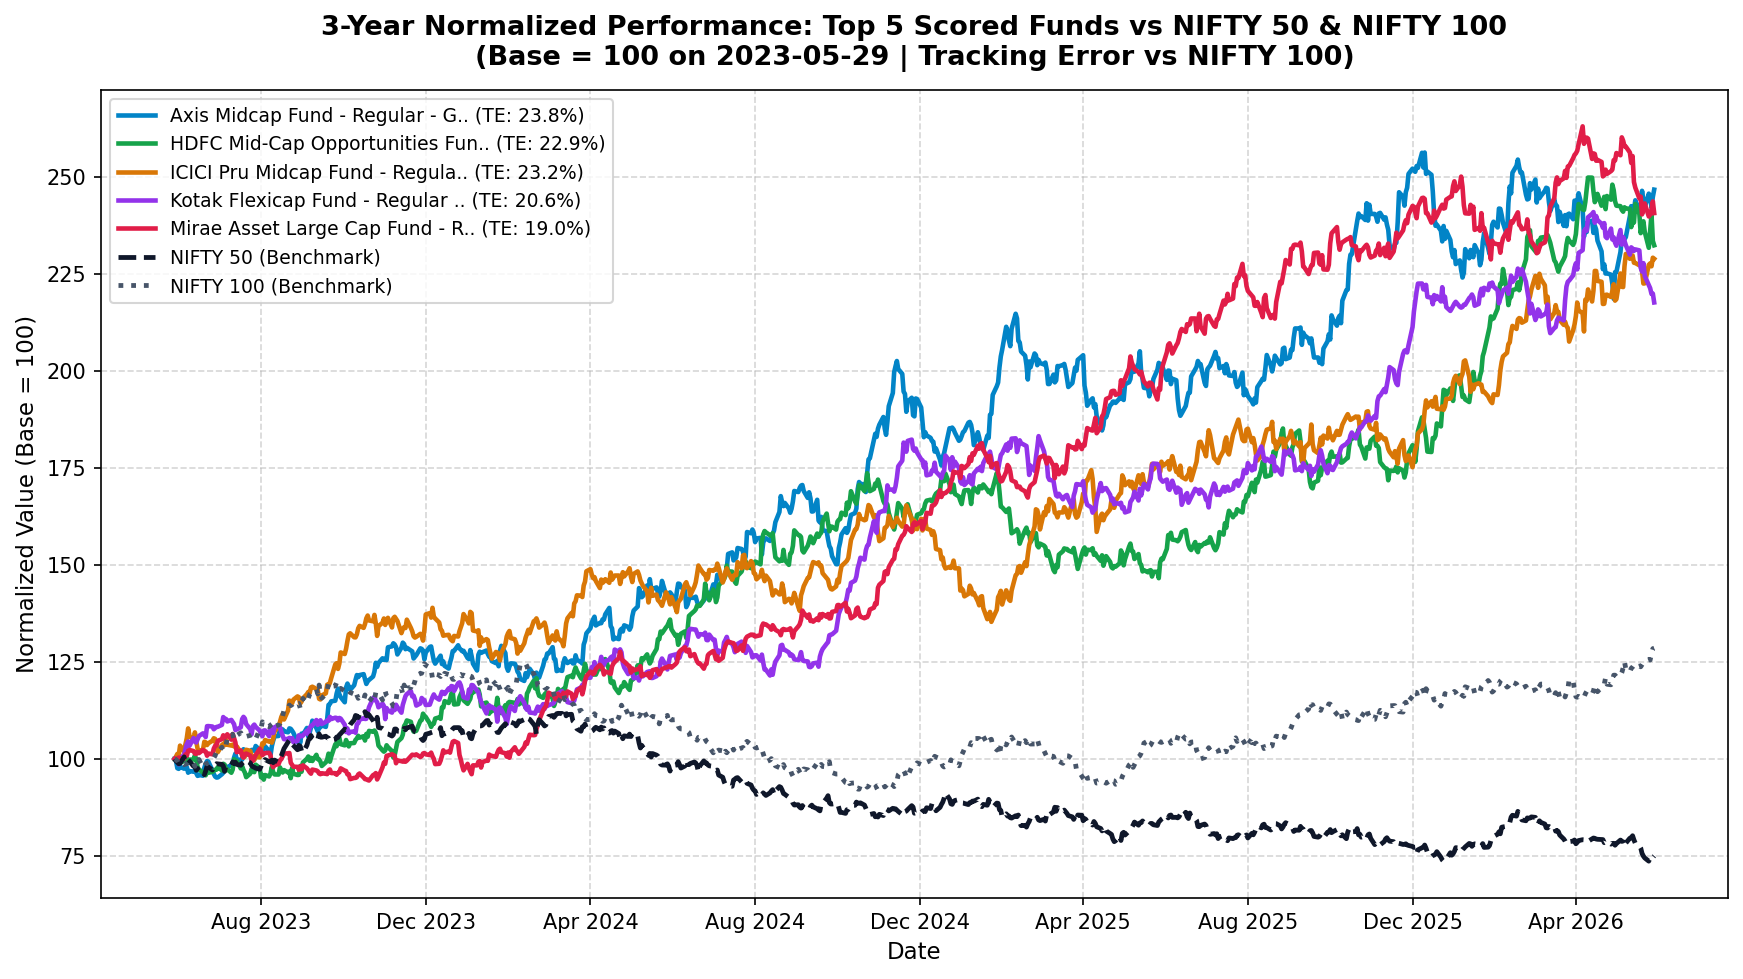 3-Year Normalized Performance: Top 5 Scored Funds vs NIFTY 50 & NIFTY 100
(Base = 100 on 2023-05-29 | Tracking Error vs NIFTY 100)
Axis Midcap Fund - Regular - G.. (TE: 23.8%)
HDFC Mid-Cap Opportunities Fun.. (TE: 22.9%)
ICICI Pru Midcap Fund - Regula.. (TE: 23.2%)
Kotak Flexicap Fund - Regular .. (TE: 20.6%)
Mirae Asset Large Cap Fund - R.. (TE: 19.0%)
NIFTY 50 (Benchmark)
NIFTY 100 (Benchmark)
Normalized Value (Base = 100)
250
225
200
175
150
125
100
75
Aug 2023
Dec 2023
Apr 2024
Aug 2024
Dec 2024
Apr 2025
Aug 2025
Dec 2025
Apr 2026
Date